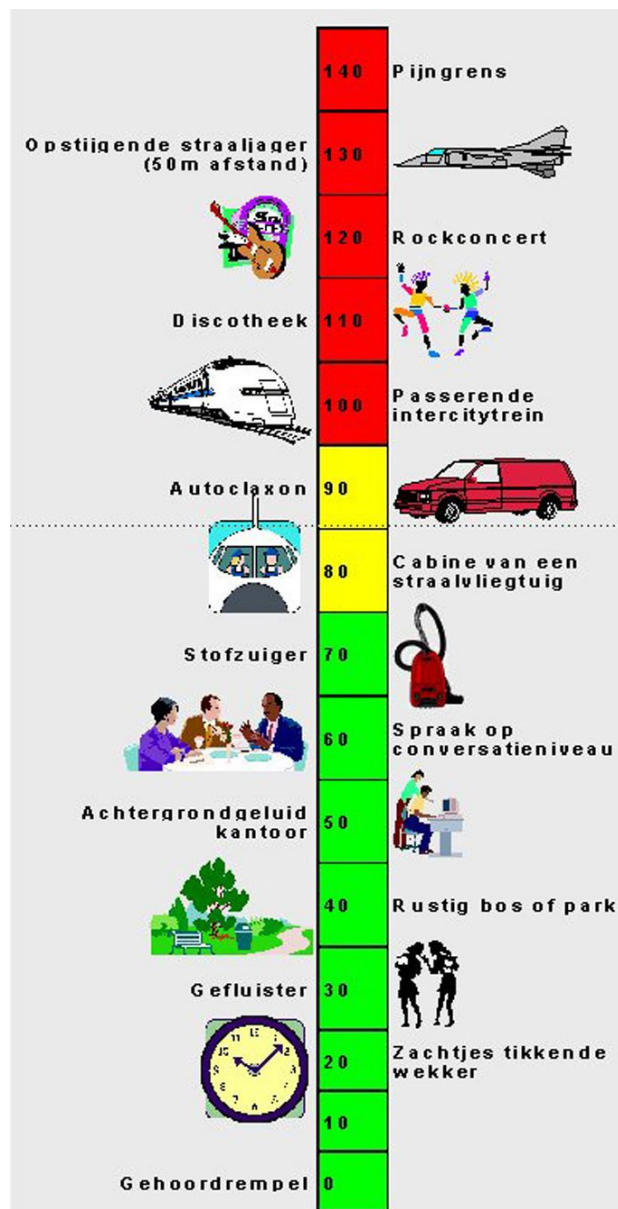 140 Pijngrens
Opstijgende straaljager
(50m afstand)
130
120 Rockconcert
Discotheek 110
100 Passerende
intercitytrein
Autoclaxon 90
80 Cabine van een
straalvliegtuig
Stofzuiger 70
60 Spraak op
conversatieniveau
Achtergrondgeluid
kantoor
50
40 Rustig bos of park
Gefluister 30
20 Zachtjes tikkende
wekker
10
Gehoordrempel 0